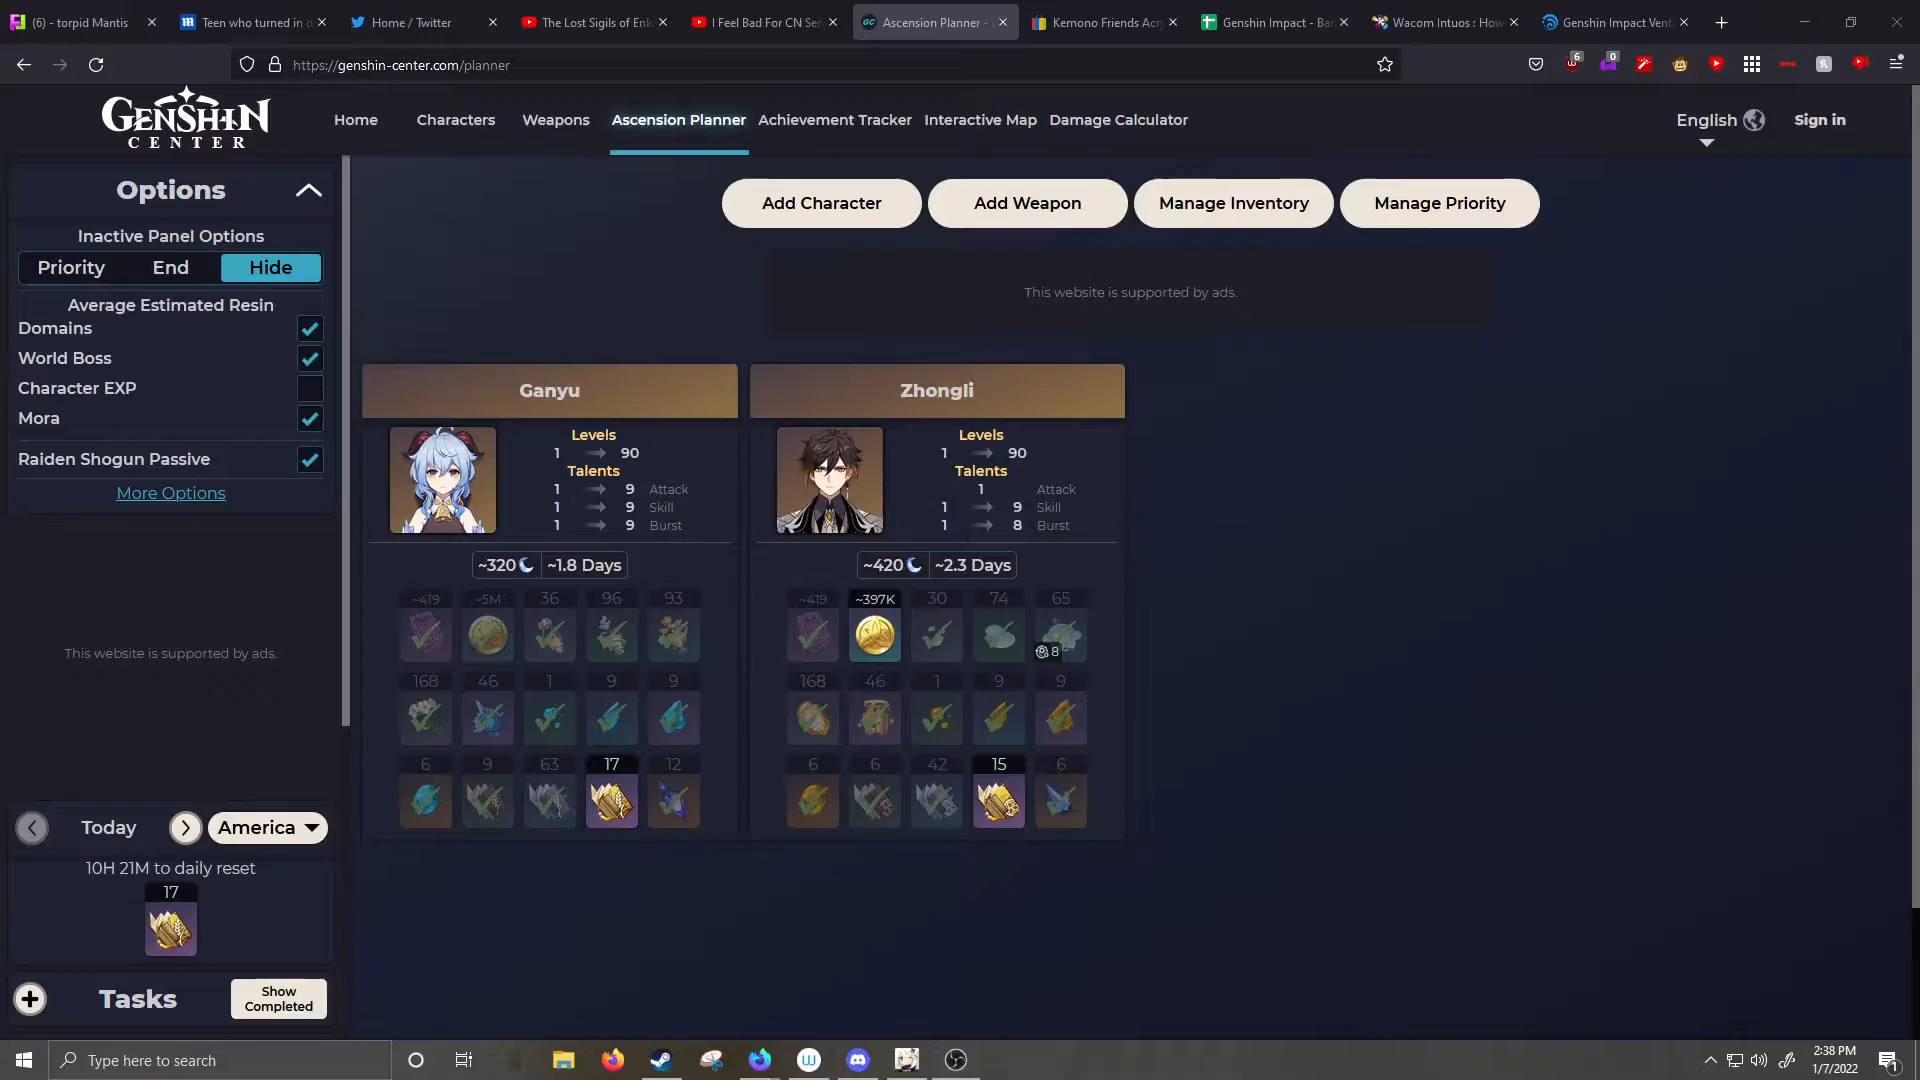 (6) - torpid Mantis
Teen who turned in d
Home / Twitter
The Lost Sigils of Enk
I Feel Bad For CN Ser
Ascension Planner -
Kemono Friends Acr
Genshin Impact - Ba
Wacom Intuos : How
Genshin Impact Vent
https://genshin-center.com/planner
6
0
GENSHIN
CENTER
Home
Characters
Weapons
Ascension Planner
Achievement Tracker
Interactive Map
Damage Calculator
English
Sign in
Options
Inactive Panel Options
Priority
End
Hide
Average Estimated Resin
Domains
World Boss
Character EXP
Mora
Raiden Shogun Passive
More Options
This website is supported by ads.
Today
America
10H 21M to daily reset
17
Tasks
Show
Completed
Add Character
Add Weapon
Manage Inventory
Manage Priority
This website is supported by ads.
Ganyu
Levels
1 90
Talents
1 9 Attack
1 9 Skill
1 9 Burst
~320 ~1.8 Days
~419 ~5M 36 96 93
168 46 1 9 9
6 9 63 17 12
Zhongli
Levels
1 90
Talents
1 Attack
1 9 Skill
1 8 Burst
~420 ~2.3 Days
~419 ~397K 30 74 65
8
168 46 1 9 9
6 6 42 15 6
Type here to search
2:38 PM
1/7/2022
1